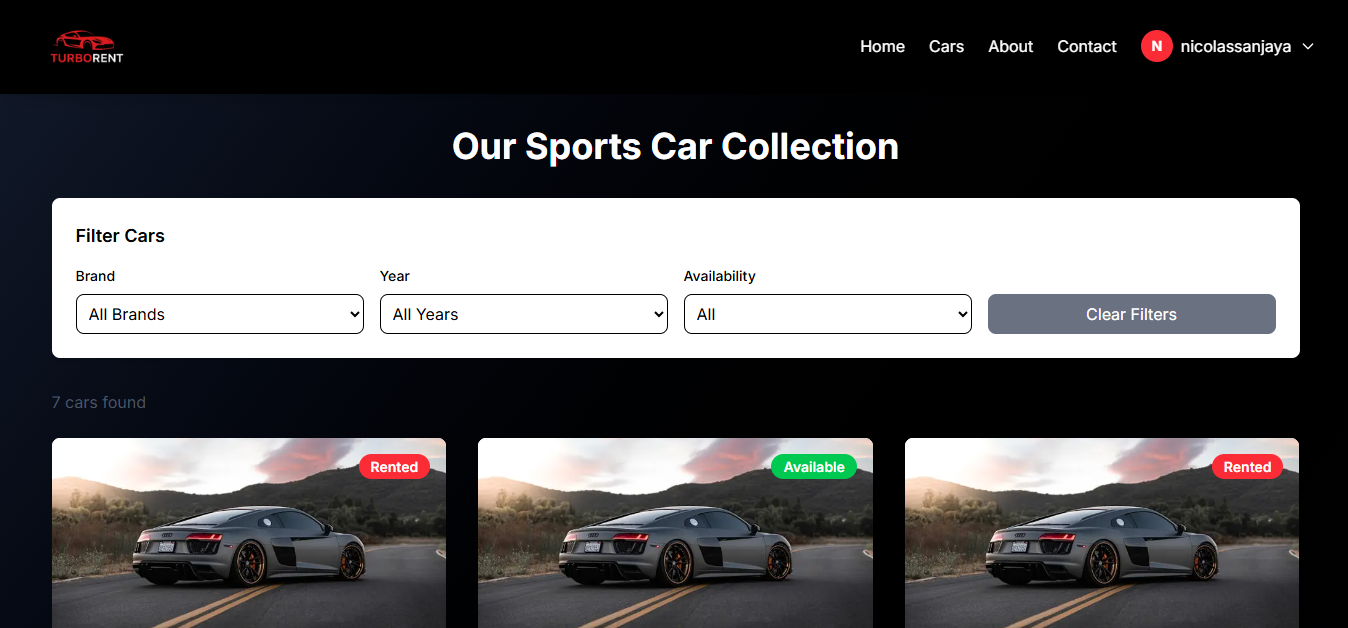 TURBORENT
Home Cars About Contact N nicolassanjaya
Our Sports Car Collection
Filter Cars
Brand Year Availability
All Brands All Years All Clear Filters
7 cars found
Rented Available Rented